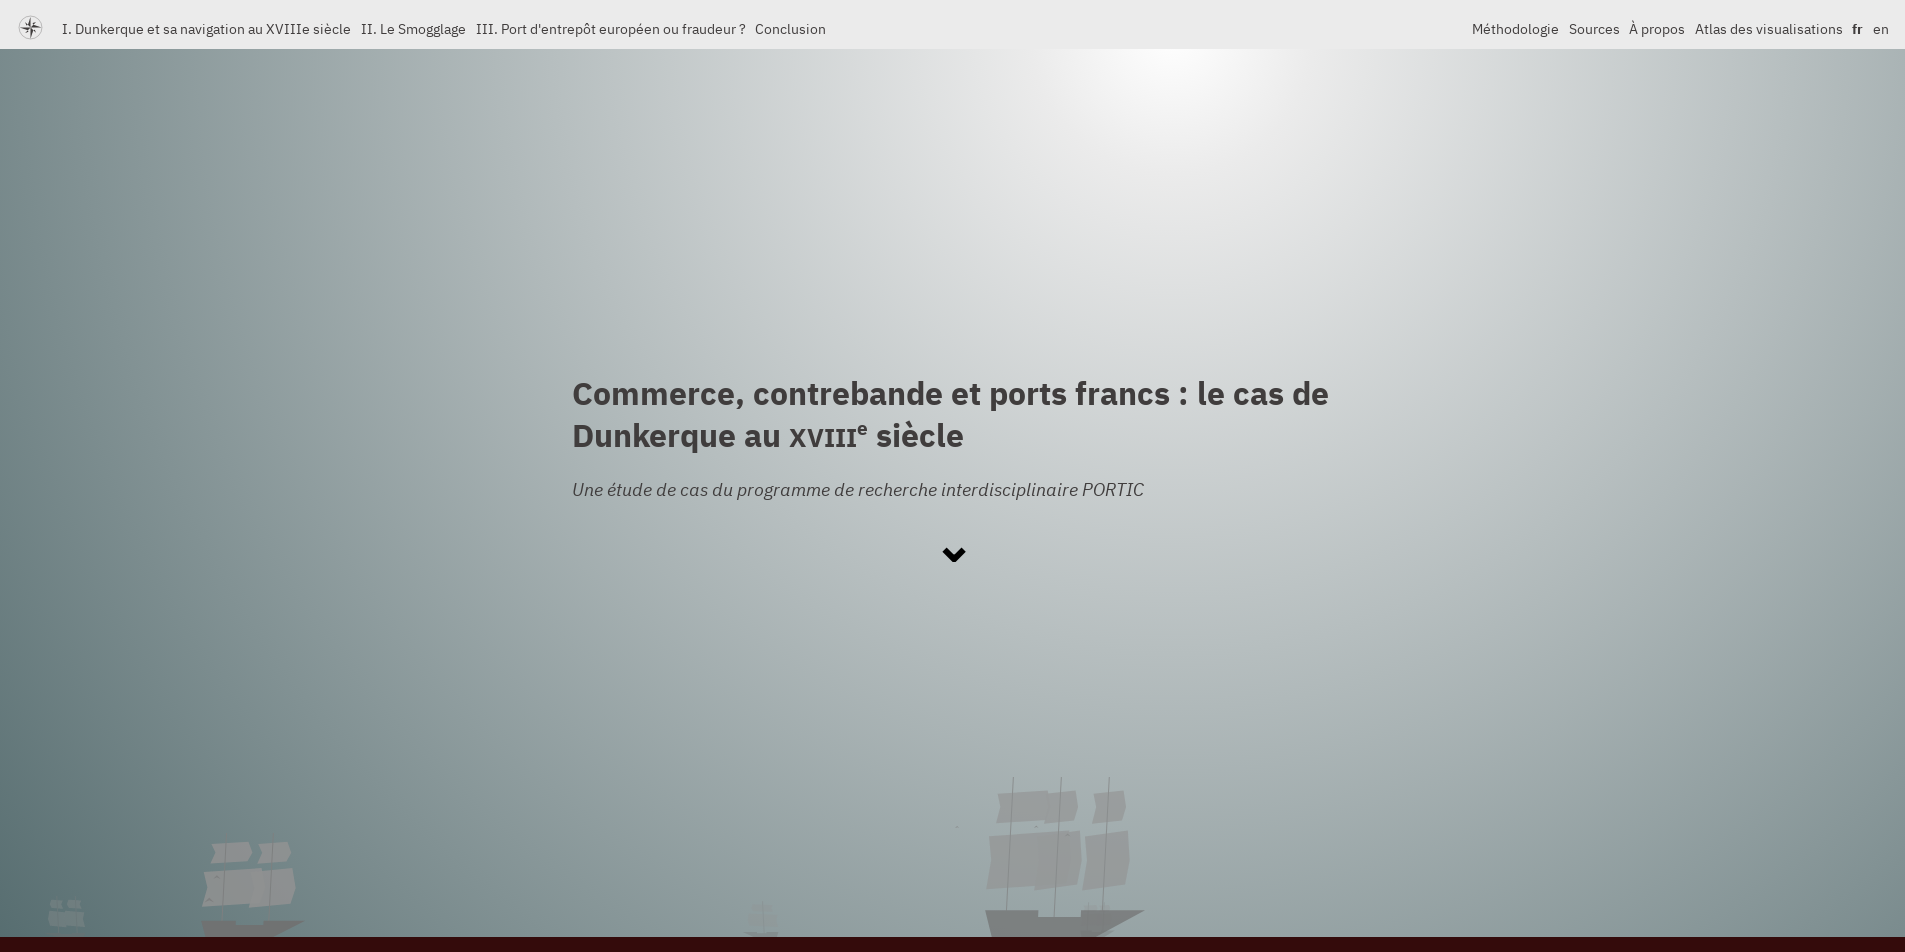 I. Dunkerque et sa navigation au XVIIIe siècle II. Le Smogglage III. Port d'entrepôt européen ou fraudeur ? Conclusion Méthodologie Sources À propos Atlas des visualisations fr en
Commerce, contrebande et ports francs : le cas de
Dunkerque au XVIIIe siècle
Une étude de cas du programme de recherche interdisciplinaire PORTIC